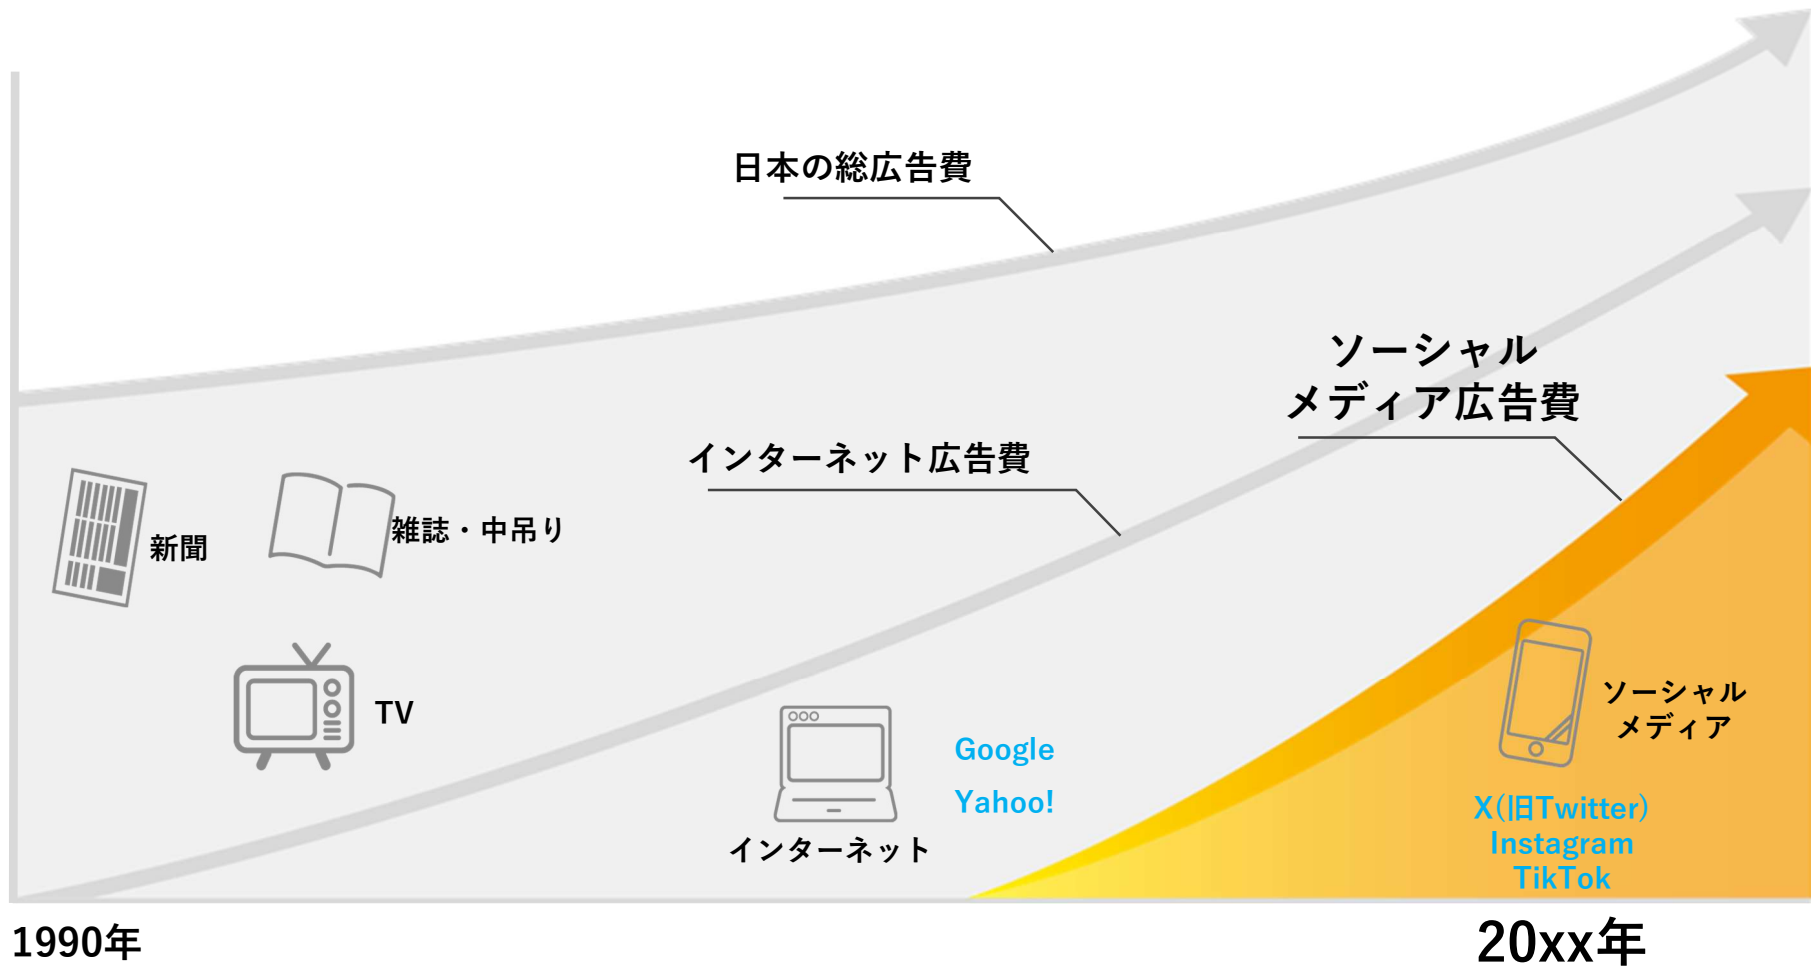 日本の総広告費
ソーシャル
メディア広告費
インターネット広告費
新聞
雑誌・中吊り
TV
Google
Yahoo!
インターネット
ソーシャル
メディア
X(旧Twitter)
Instagram
TikTok
1990年
20xx年